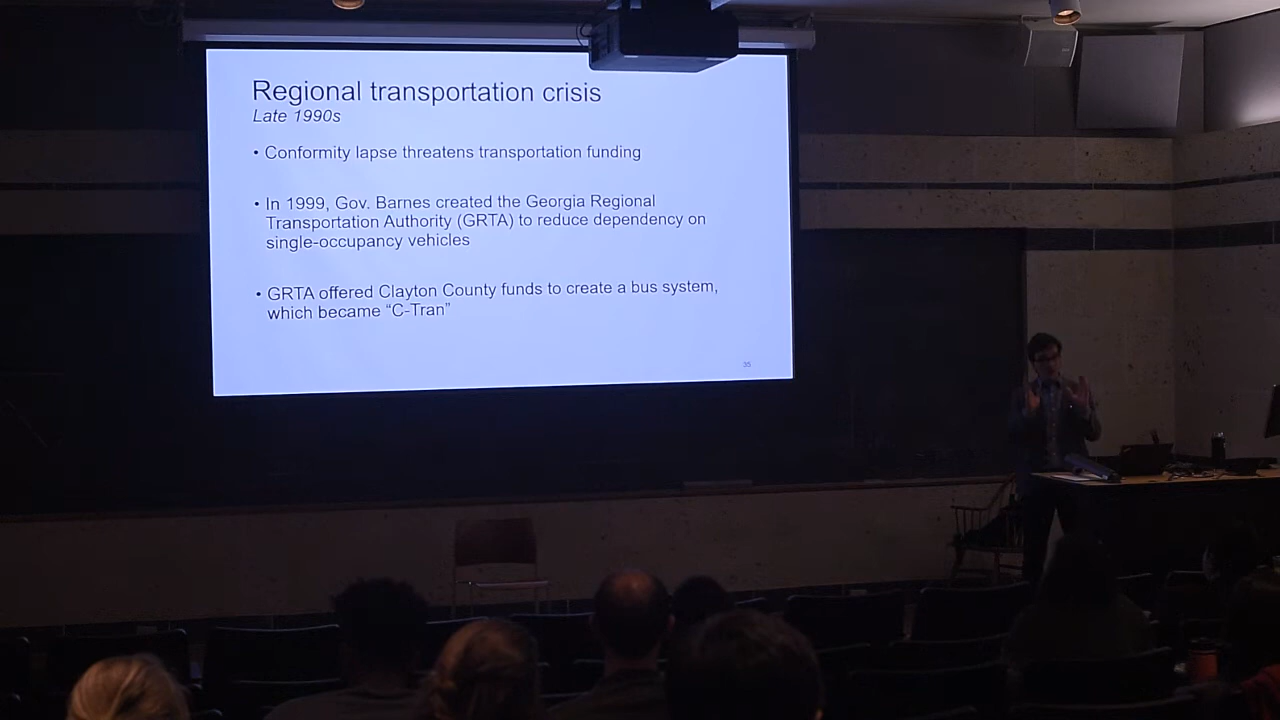 Regional transportation crisis
Late 1990s
• Conformity lapse threatens transportation funding
• In 1999, Gov. Barnes created the Georgia Regional
Transportation Authority (GRTA) to reduce dependency on
single-occupancy vehicles
• GRTA offered Clayton County funds to create a bus system,
which became “C-Tran”
35